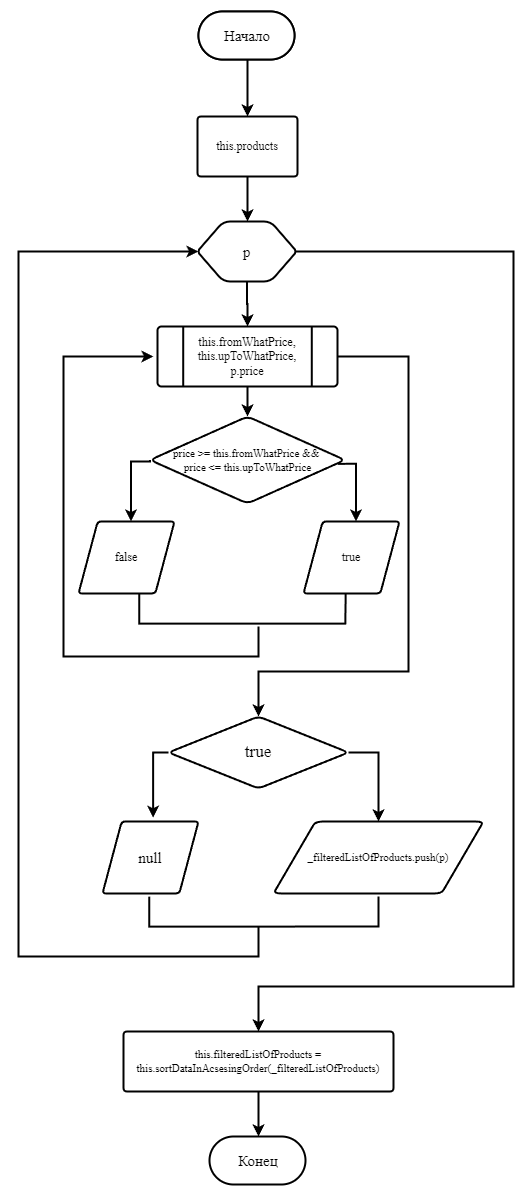 Начало
this.products
p
this.fromWhatPrice,
this.upToWhatPrice,
p.price
price >= this.fromWhatPrice &&
price <= this.upToWhatPrice
false
true
true
null
_filteredListOfProducts.push(p)
this.filteredListOfProducts =
this.sortDataInAcsesingOrder(_filteredListOfProducts)
Конец